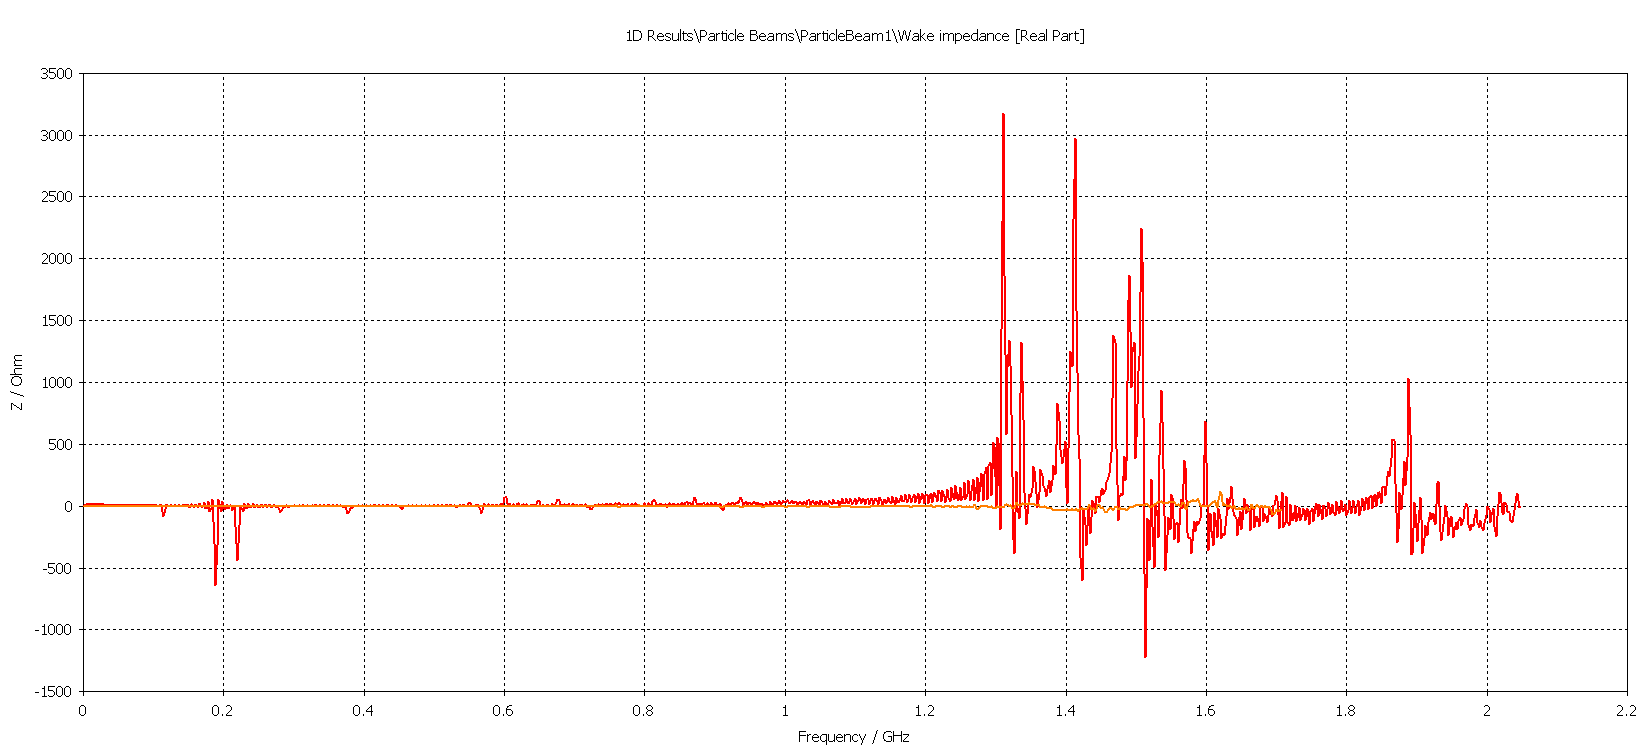 1D Results\Particle Beams\ParticleBeam1\Wake impedance [Real Part]
3500
3000
2500
2000
1500
1000
500
0
-500
-1000
-1500
Z / Ohm
0 0.2 0.4 0.6 0.8 1 1.2 1.4 1.6 1.8 2 2.2
Frequency / GHz